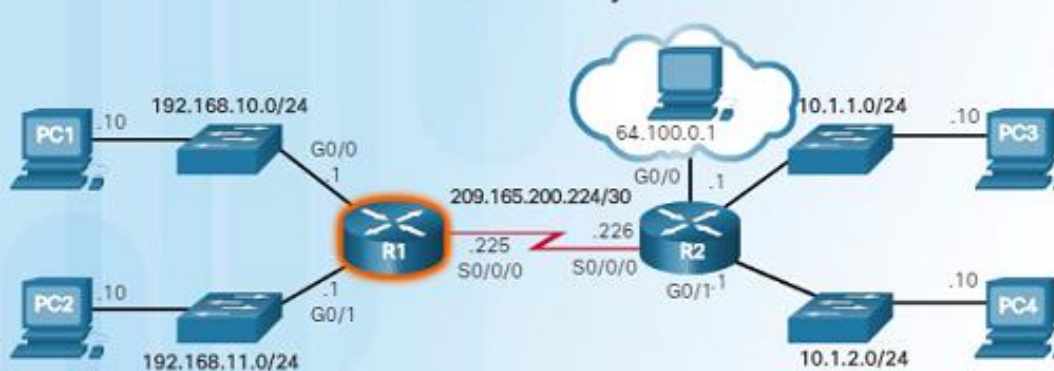 192.168.10.0/24
10.1.1.0/24
PC1
.10
.10
PC3
64.100.0.1
G0/0
1
G0/0
.1
209.165.200.224/30
R1
.225
.226
R2
S0/0/0
S0/0/0
.1
G0/1
G0/1
.1
PC2
.10
.10
PC4
192.168.11.0/24
10.1.2.0/24